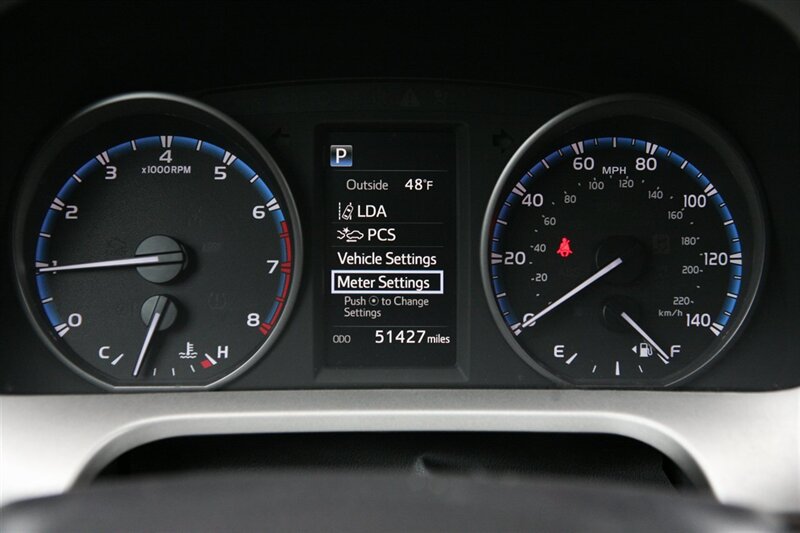 0 1 2 3 4 5 6 7 8
x1000RPM
C H
P
Outside 48°F
LDA
PCS
Vehicle Settings
Meter Settings
Push to Change
Settings
ODO 51427 miles
0 20 40 60 80 100 120 140
MPH
20 40 60 80 100 120 140 160 180 200 220
km/h
E F